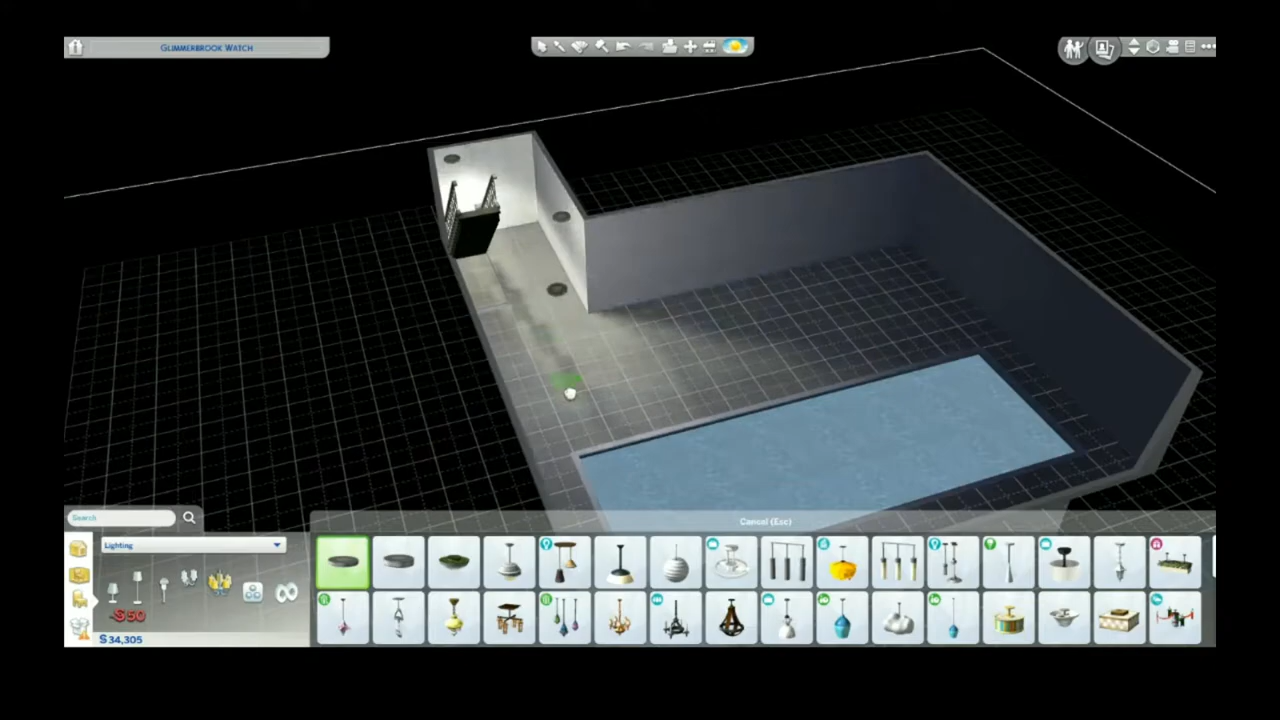 GLIMMERBROOK WATCH
Search
Cancel (Esc)
Lighting
-§50
§34,305